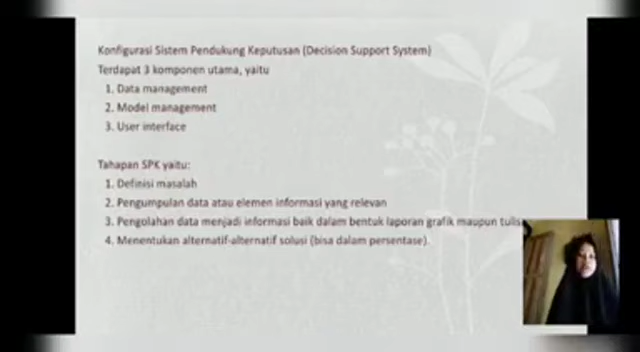 Konfigurasi Sistem Pendukung Keputusan (Decision Support System)
Terdapat 3 komponen utama, yaitu
1. Data management
2. Model management
3. User interface
Tahapan SPK yaitu:
1. Definisi masalah
2. Pengumpulan data atau elemen informasi yang relevan
3. Pengolahan data menjadi informasi baik dalam bentuk laporan grafik maupun
4. Menentukan alternatif-alternatif solusi (bisa dalam persentase).